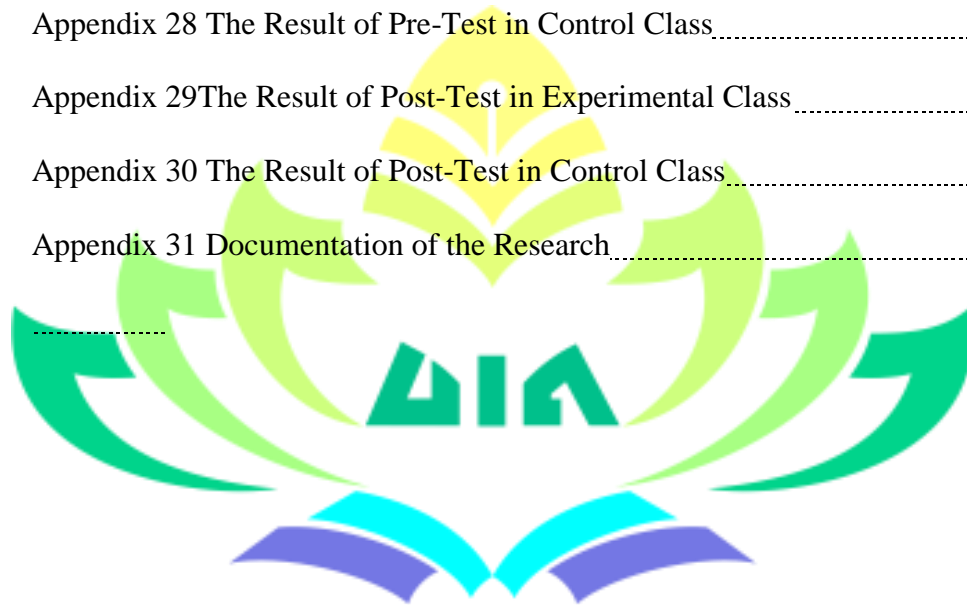 Appendix 28 The Result of Pre-Test in Control Class
Appendix 29The Result of Post-Test in Experimental Class
Appendix 30 The Result of Post-Test in Control Class
Appendix 31 Documentation of the Research
UIN